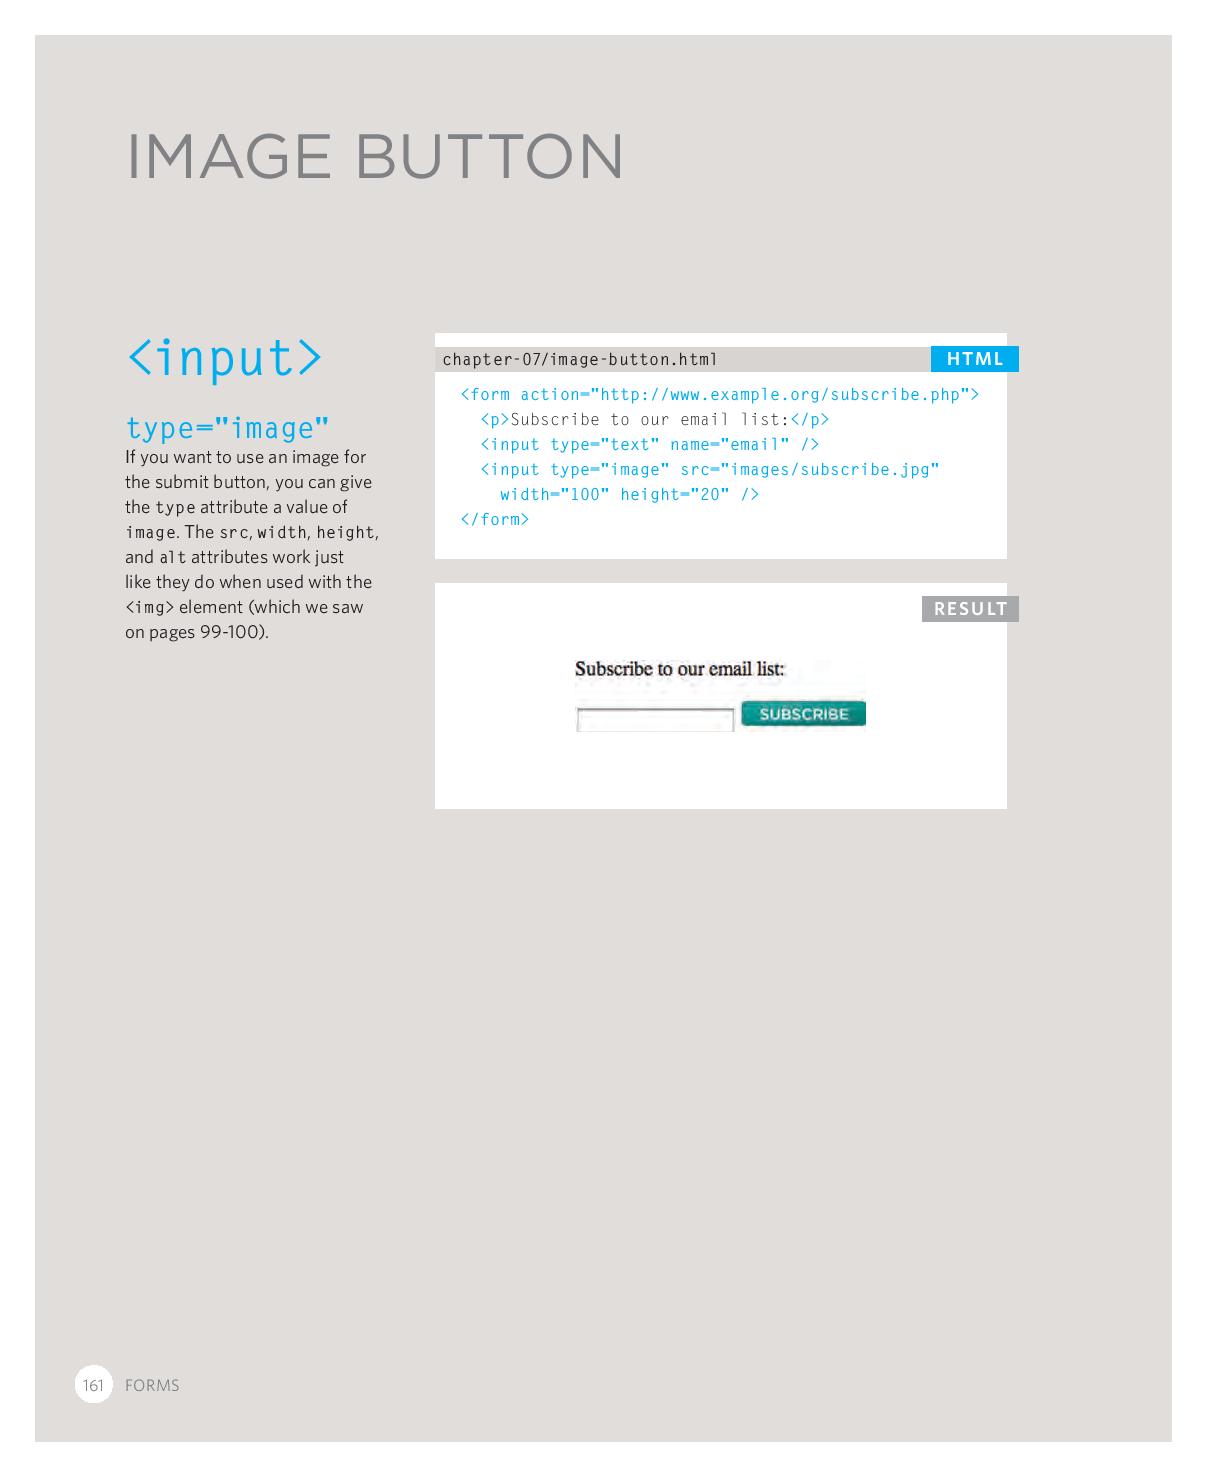 IMAGE BUTTON
<input>
type="image"
If you want to use an image for
the submit button, you can give
the type attribute a value of
image. The src, width, height,
and alt attributes work just
like they do when used with the
<img> element (which we saw
on pages 99-100).
chapter-07/image-button.html HTML
<form action="http://www.example.org/subscribe.php">
<p>Subscribe to our email list:</p>
<input type="text" name="email" />
<input type="image" src="images/subscribe.jpg"
width="100" height="20" />
</form>
RESULT
Subscribe to our email list:
SUBSCRIBE
161 FORMS